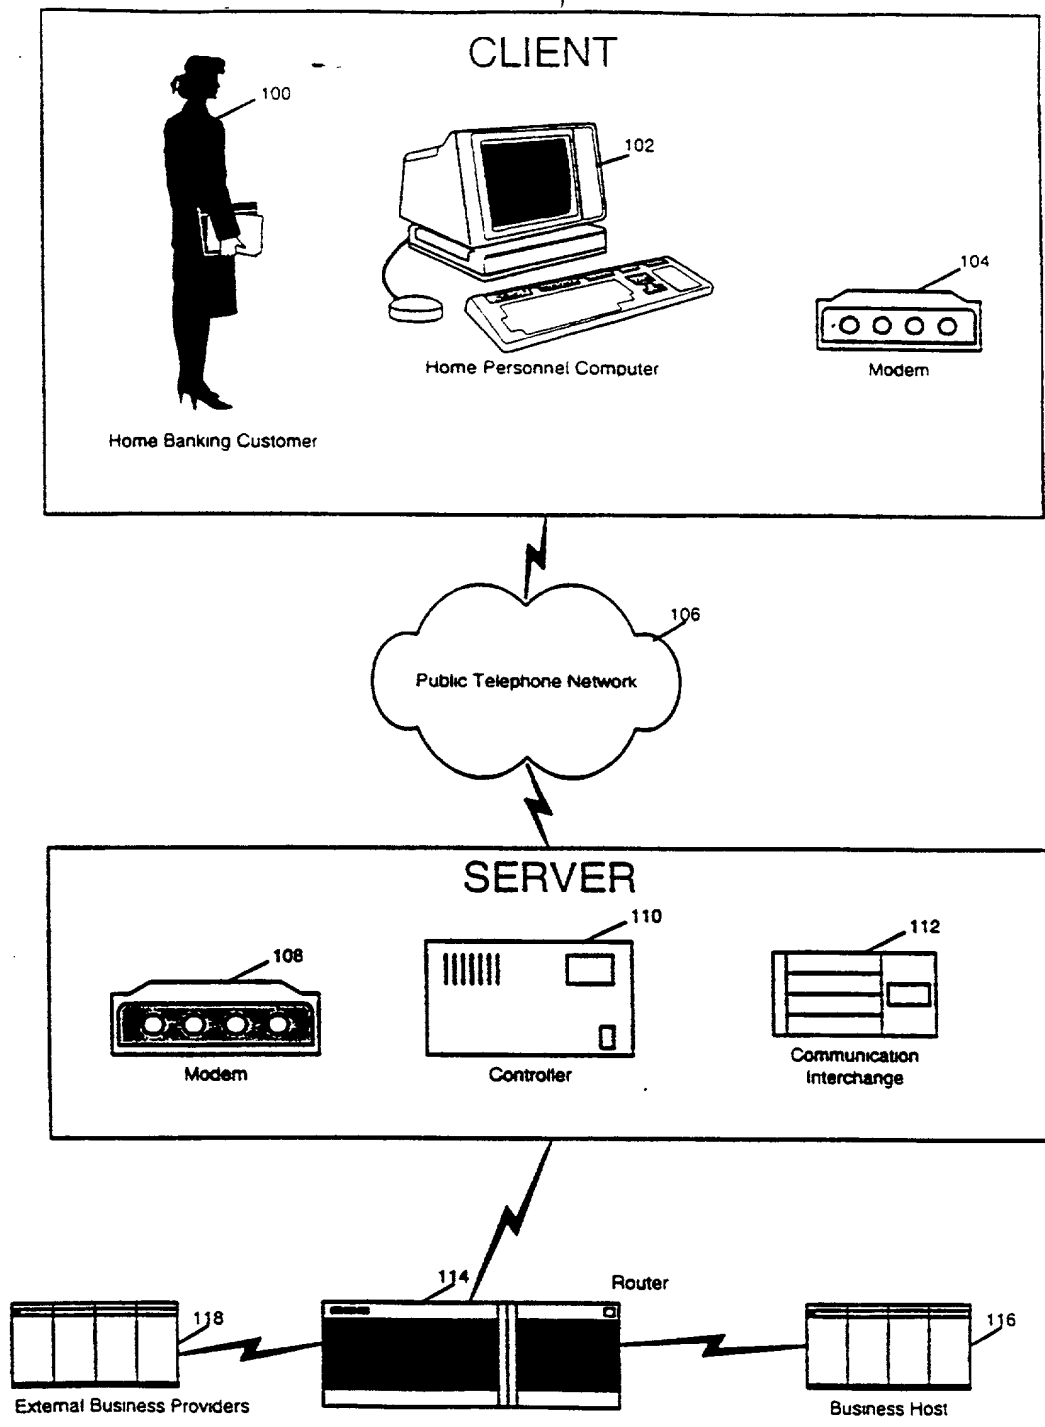 CLIENT
100
102
104
Home Personnel Computer
Modem
Home Banking Customer
106
Public Telephone Network
SERVER
108
110
112
Modem
Controller
Communication
Interchange
114
Router
118
116
External Business Providers
Business Host